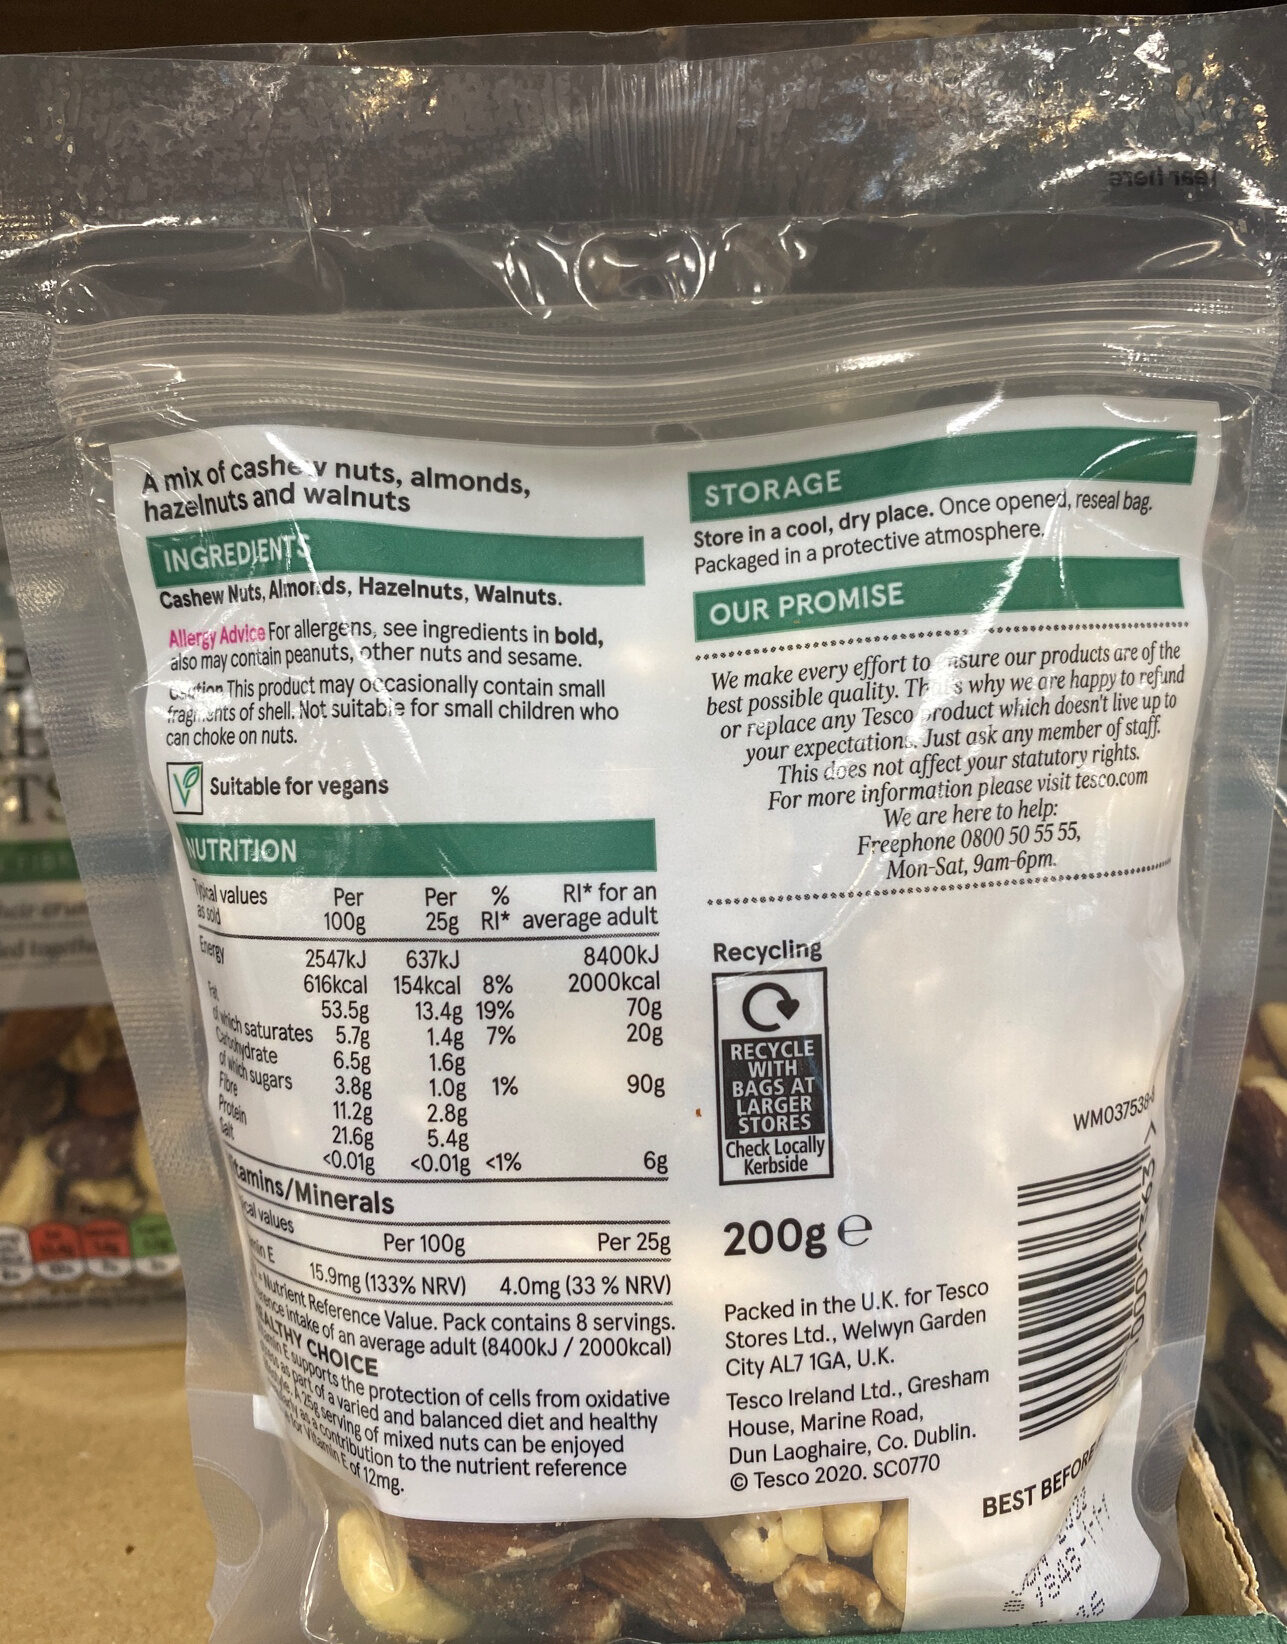 A mix of cashew nuts, almonds,
hazelnuts and walnuts
INGREDIENTS
Cashew Nuts, Almonds, Hazelnuts, Walnuts.
Allergy Advice For allergens, see ingredients in bold,
also may contain peanuts, other nuts and sesame.
Caution This product may occasionally contain small
fragments of shell. Not suitable for small children who
can choke on nuts.
Suitable for vegans
NUTRITION
Typical values as sold Per 100g Per 25g % RI* RI* for an average adult
Energy 2547kJ 637kJ 8400kJ
616kcal 154kcal 8% 2000kcal
Fat 53.5g 13.4g 19% 70g
of which saturates 5.7g 1.4g 7% 20g
Carbohydrate 6.5g 1.6g
of which sugars 3.8g 1.0g 1% 90g
Fibre 11.2g 2.8g
Protein 21.6g 5.4g
Salt <0.01g <0.01g <1% 6g
Vitamins/Minerals
values Per 100g Per 25g
E 15.9mg (133% NRV) 4.0mg (33 % NRV)
Nutrient Reference Value. Pack contains 8 servings.
intake of an average adult (8400kJ / 2000kcal)
HEALTHY CHOICE
Vitamin E supports the protection of cells from oxidative
as part of a varied and balanced diet and healthy
A 25g serving of mixed nuts can be enjoyed
as a contribution to the nutrient reference
for Vitamin E of 12mg.
STORAGE
Store in a cool, dry place. Once opened, reseal bag.
Packaged in a protective atmosphere.
OUR PROMISE
We make every effort to ensure our products are of the
best possible quality. That's why we are happy to refund
or replace any Tesco product which doesn't live up to
your expectations. Just ask any member of staff.
This does not affect your statutory rights.
For more information please visit tesco.com
We are here to help:
Freephone 0800 50 55 55,
Mon-Sat, 9am-6pm.
Recycling
RECYCLE
WITH
BAGS AT
LARGER
STORES
Check Locally
Kerbside
200g e
Packed in the U.K. for Tesco
Stores Ltd., Welwyn Garden
City AL7 1GA, U.K.
Tesco Ireland Ltd., Gresham
House, Marine Road,
Dun Laoghaire, Co. Dublin.
© Tesco 2020. SC0770
BEST BEFORE